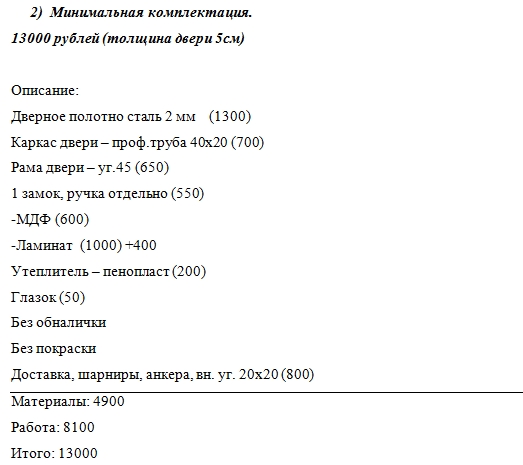 2) Минимальная комплектация.
13000 рублей (толщина двери 5см)
Описание:
Дверное полотно сталь 2 мм (1300)
Каркас двери – проф.труба 40х20 (700)
Рама двери – уг.45 (650)
1 замок, ручка отдельно (550)
-МДФ (600)
-Ламинат (1000) +400
Утеплитель – пенопласт (200)
Глазок (50)
Без обналички
Без покраски
Доставка, шарниры, анкера, вн. уг. 20х20 (800)
Материалы: 4900
Работа: 8100
Итого: 13000